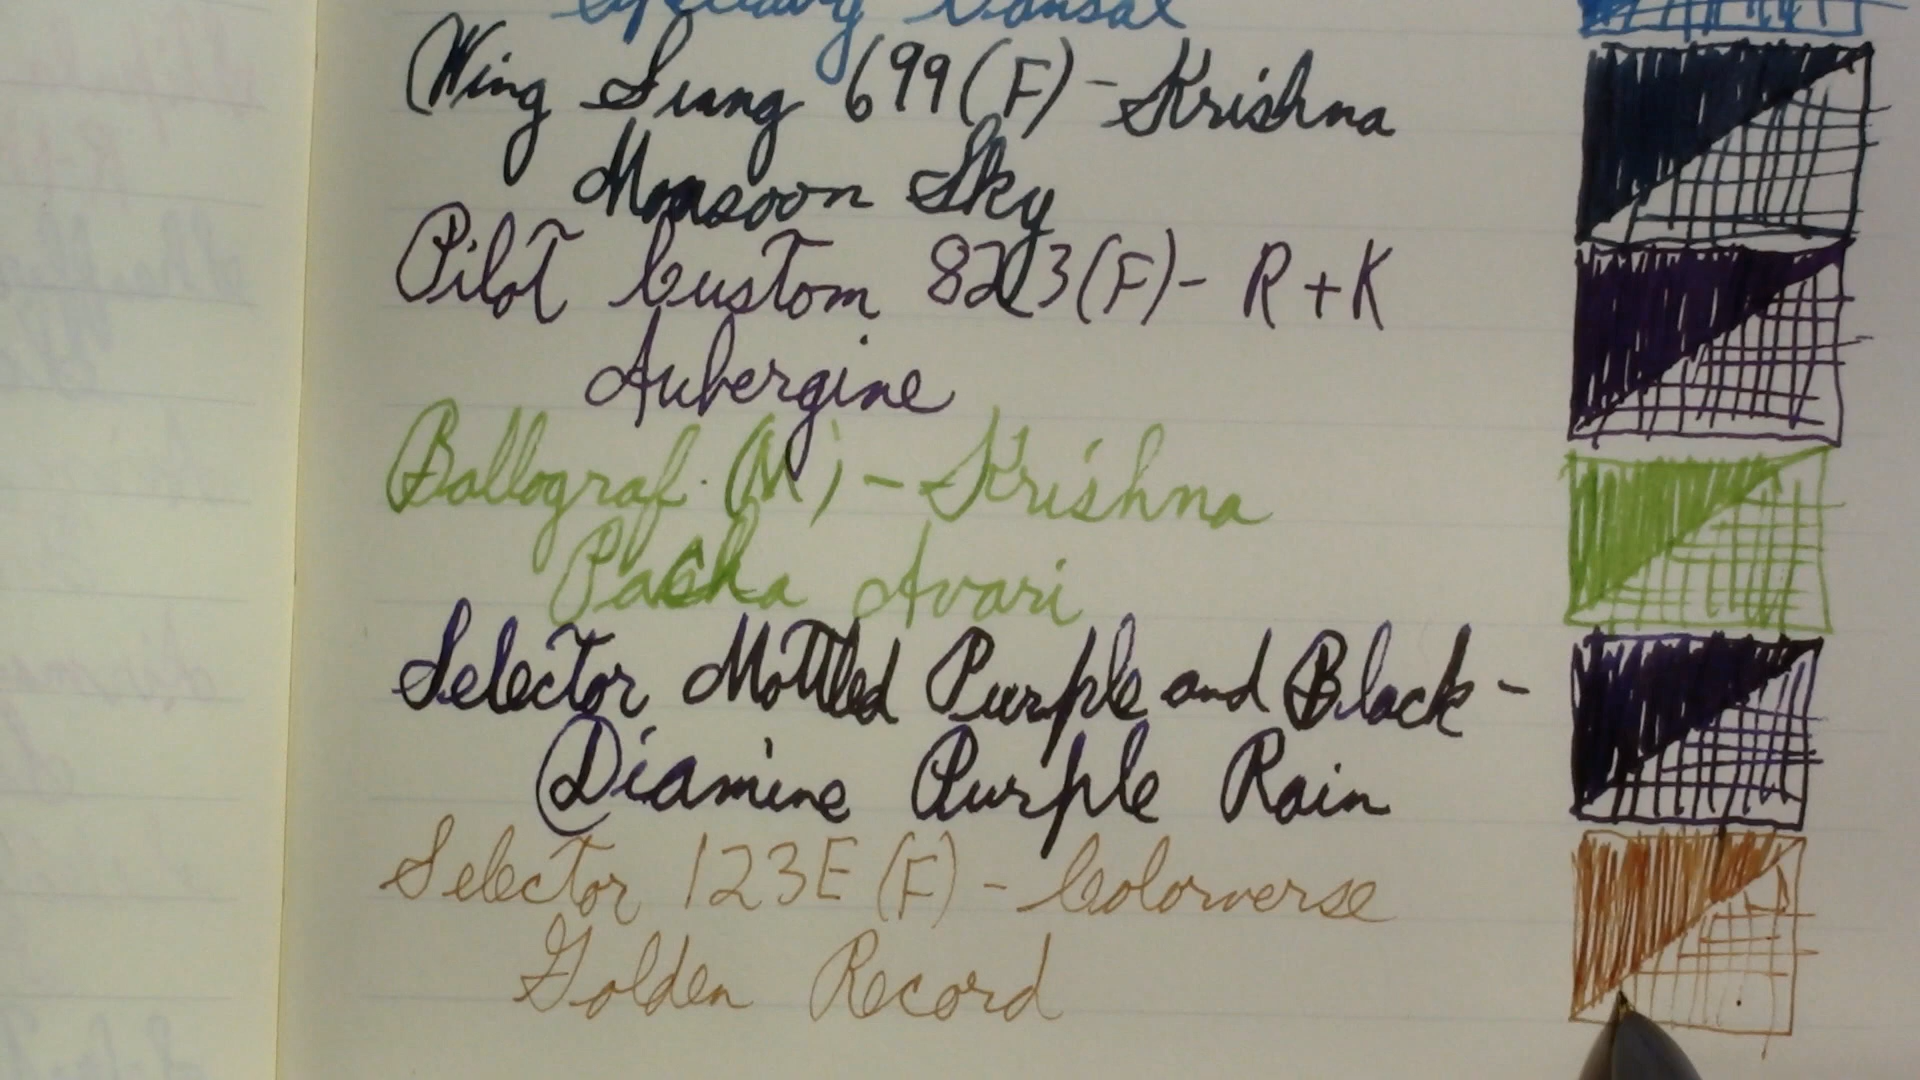 Wing Sung 699 (F) - Krishna
Monsoon Sky
Pilot Custom 823 (F) - R + K
Aubergine
Ballograf (M) - Krishna
Pacha Avari
Selector Mottled Purple and Black -
Diamine Purple Rain
Selector 123E (F) - Colorverse
Golden Record